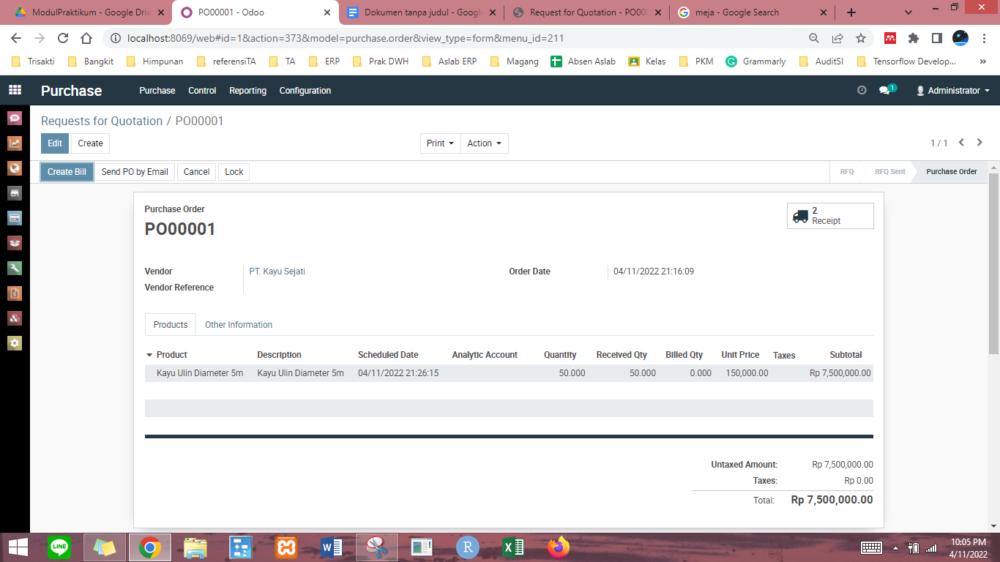 ModulPraktikum - Google Driv
PO00001 - Odoo
Dokumen tanpa judul - Google
Request for Quotation - PO000
meja - Google Search
localhost:8069/web#id=1&action=373&model=purchase.order&view_type=form&menu_id=211
Trisakti Bangkit Himpunan referensiTA TA ERP Prak DWH Aslab ERP Magang Absen Aslab Kelas PKM Grammarly AuditSI Tensorflow Develop... »
Purchase Purchase Control Reporting Configuration 1 Administrator
Requests for Quotation / PO00001
Edit Create Print Action 1 / 1
Create Bill Send PO by Email Cancel Lock RFQ RFQ Sent Purchase Order
Purchase Order
PO00001
2
Receipt
Vendor PT. Kayu Sejati Order Date 04/11/2022 21:16:09
Vendor Reference
Products Other Information
Product Description Scheduled Date Analytic Account Quantity Received Qty Billed Qty Unit Price Taxes Subtotal
Kayu Ulin Diameter 5m Kayu Ulin Diameter 5m 04/11/2022 21:26:15 50.000 50.000 0.000 150,000.00 Rp 7,500,000.00
Untaxed Amount: Rp 7,500,000.00
Taxes: Rp 0.00
Total: Rp 7,500,000.00
LINE
10:05 PM
4/11/2022